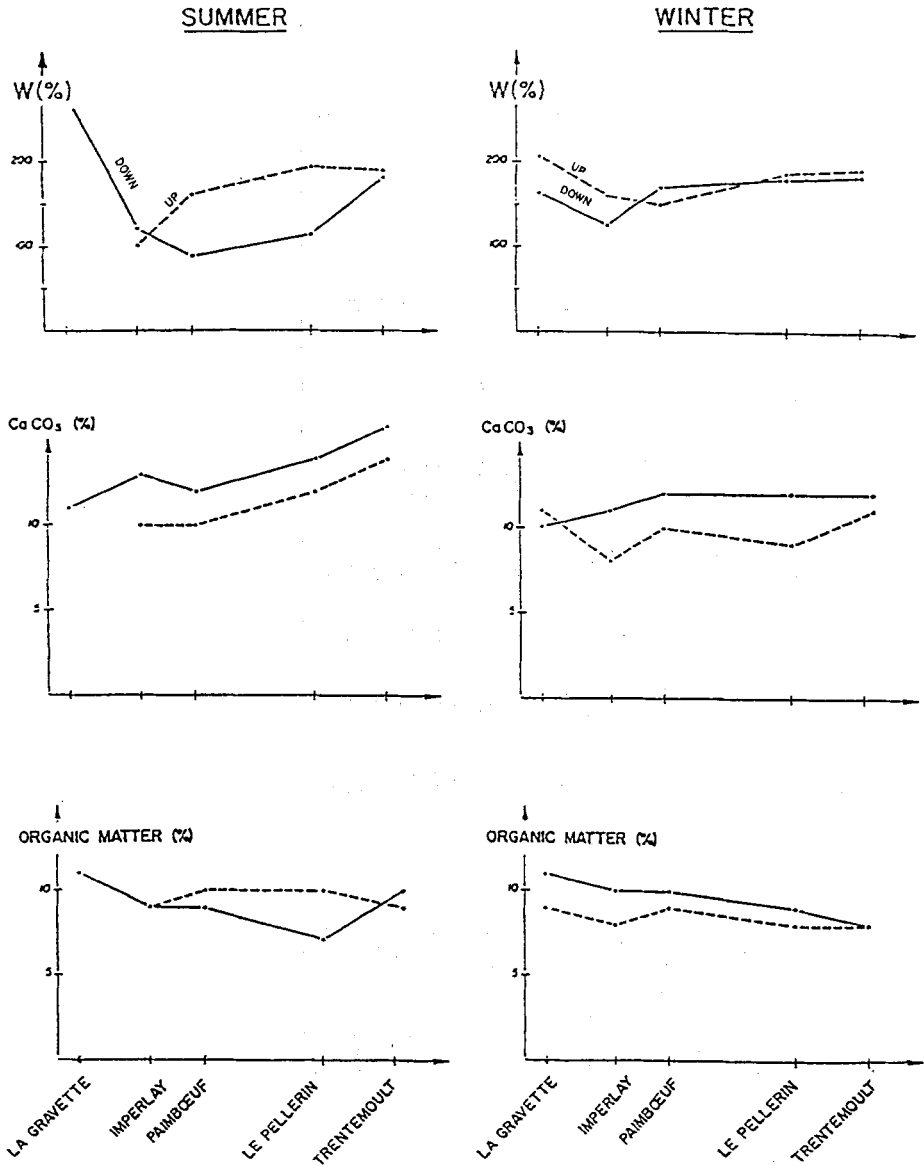 SUMMER
WINTER
W(%)
200
100
DOWN
UP
W(%)
200
100
UP
DOWN
CaCO₃ (%)
10
5
CaCO₃ (%)
10
5
ORGANIC MATTER (%)
10
5
ORGANIC MATTER (%)
10
5
LA GRAVETTE
IMPERLAY
PAIMBŒUF
LE PELLERIN
TRENTEMOULT
LA GRAVETTE
IMPERLAY
PAIMBŒUF
LE PELLERIN
TRENTEMOULT